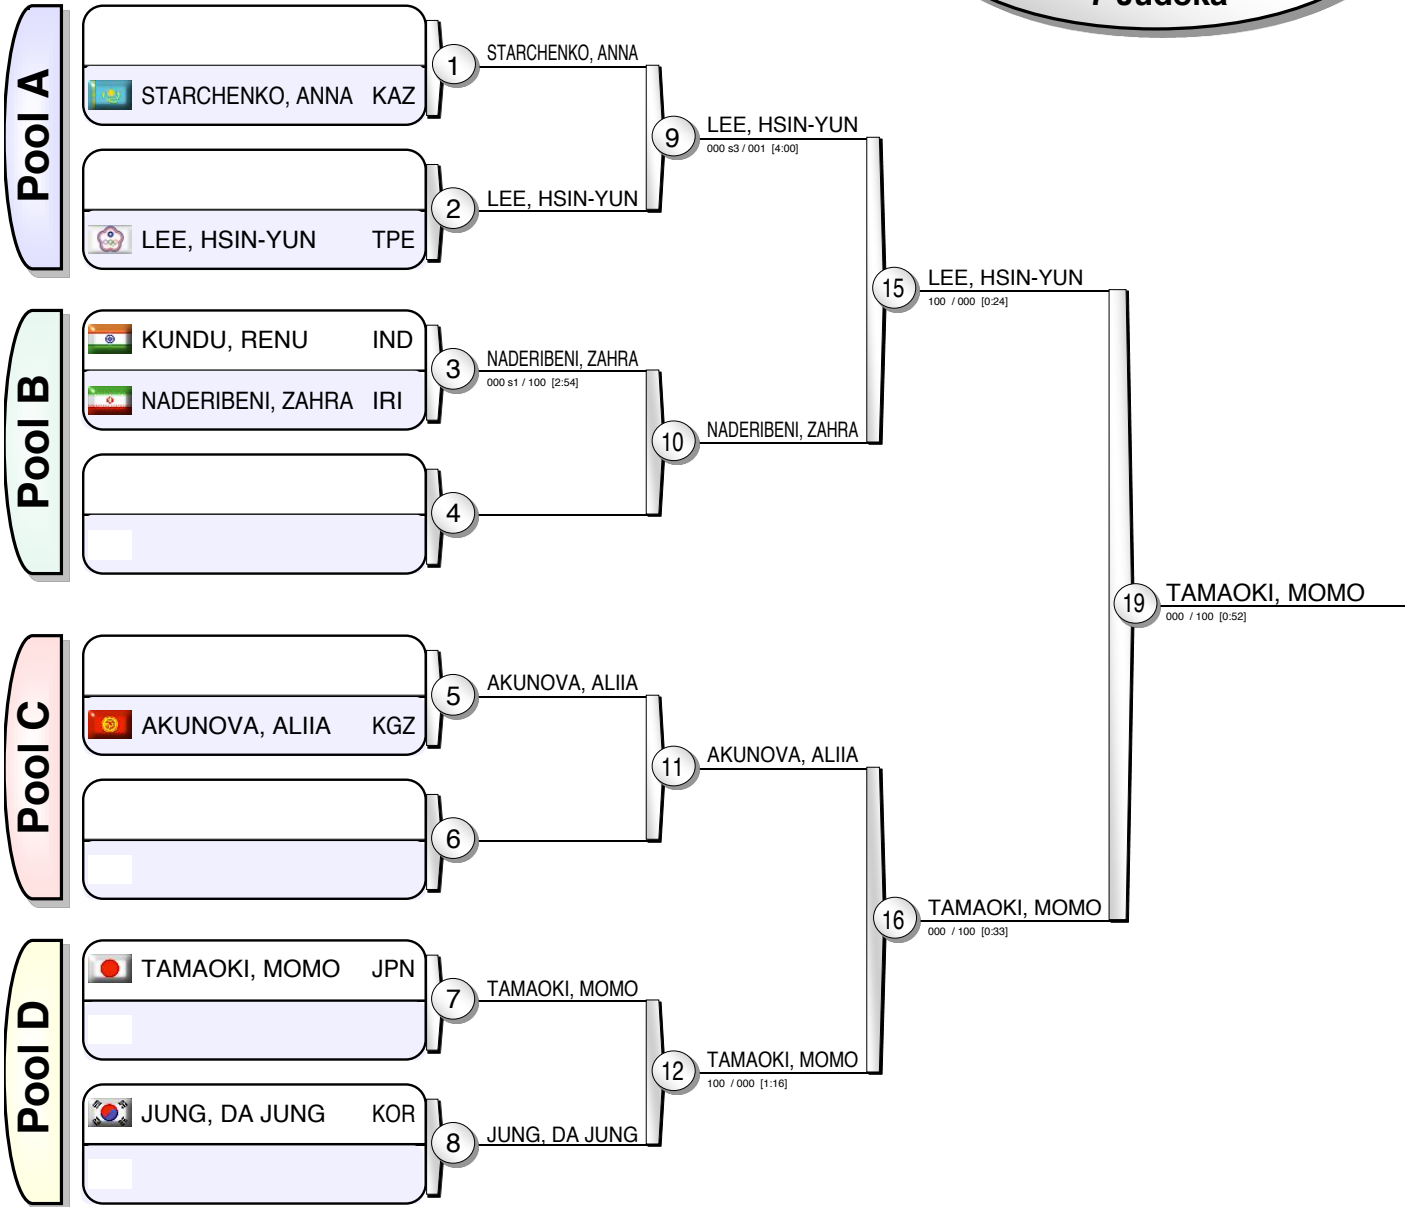 7 Judoka
Pool A
STARCHENKO, ANNA KAZ
1
STARCHENKO, ANNA
LEE, HSIN-YUN TPE
2
LEE, HSIN-YUN
9
LEE, HSIN-YUN
000 s3 / 001 [4:00]
Pool B
KUNDU, RENU IND
NADERIBENI, ZAHRA IRI
3
NADERIBENI, ZAHRA
000 s1 / 100 [2:54]
4
10
NADERIBENI, ZAHRA
15
LEE, HSIN-YUN
100 / 000 [0:24]
Pool C
AKUNOVA, ALIIA KGZ
5
AKUNOVA, ALIIA
6
11
AKUNOVA, ALIIA
Pool D
TAMAOKI, MOMO JPN
7
TAMAOKI, MOMO
JUNG, DA JUNG KOR
8
JUNG, DA JUNG
12
TAMAOKI, MOMO
100 / 000 [1:16]
16
TAMAOKI, MOMO
000 / 100 [0:33]
19
TAMAOKI, MOMO
000 / 100 [0:52]